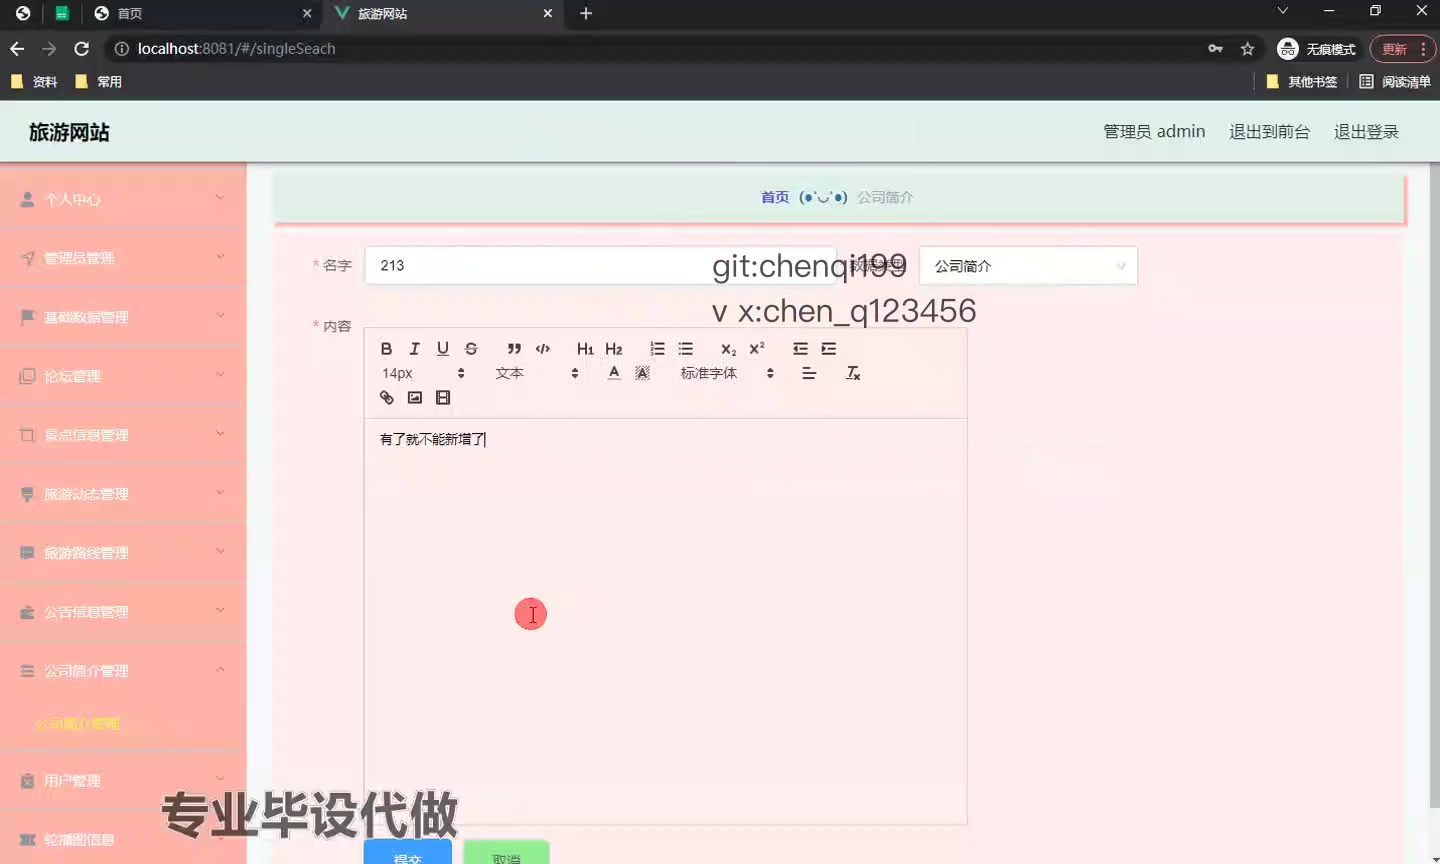 首页
旅游网站
localhost:8081/#/singleSeach
无痕模式
更新
资料
常用
其他书签
阅读清单
旅游网站
管理员 admin
退出到前台
退出登录
个人中心
管理员管理
基础数据管理
论坛管理
景点信息管理
旅游动态管理
旅游路线管理
公告信息管理
公司简介管理
公司简介管理
用户管理
轮播图信息
首页 (●'◡'●) 公司简介
* 名字
213
公司简介
git:chenqi199
v x:chen_q123456
* 内容
B I U S ” </> H1 H2 X₂ X²
14px
文本
A A
标准字体
Tx
有了就不能新增了
专业毕设代做
提交
取消